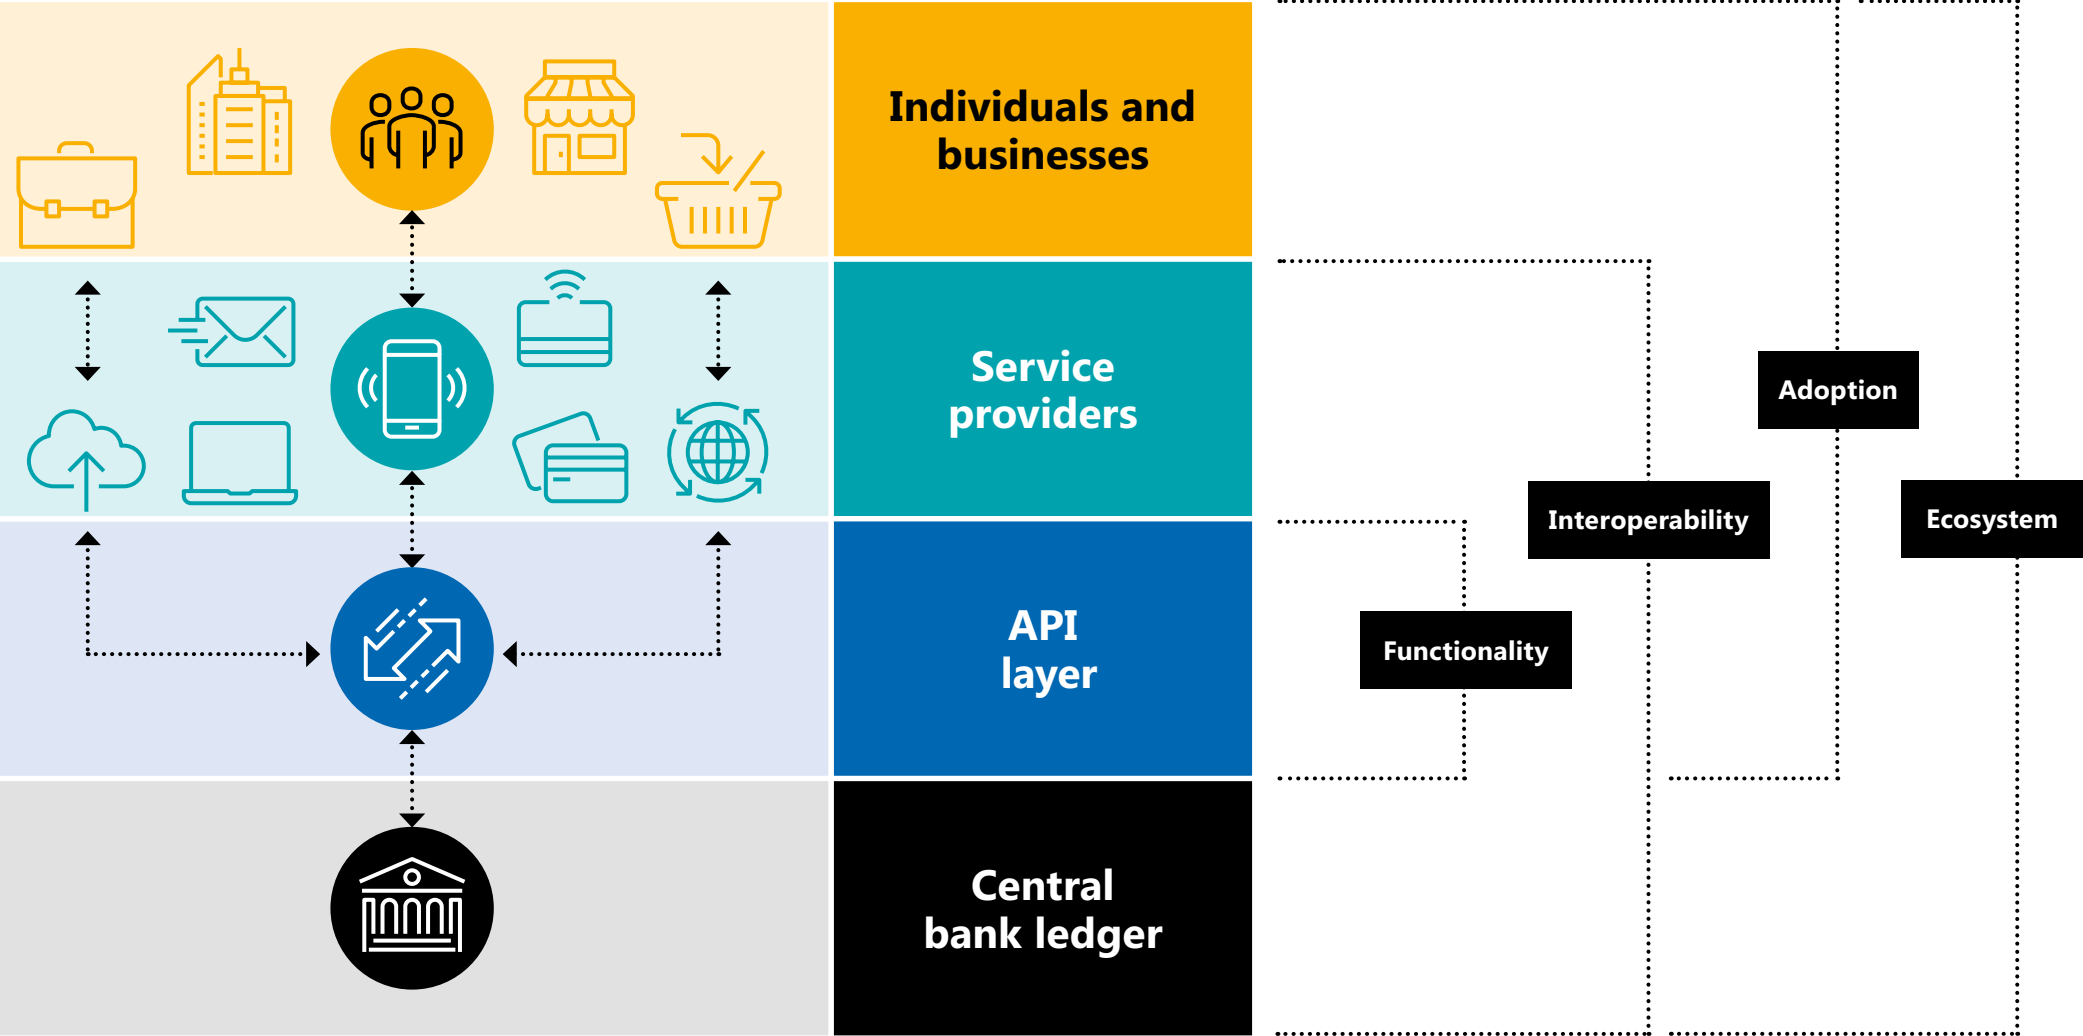 Individuals and
businesses
Service
providers
API
layer
Central
bank ledger
Adoption
Interoperability
Ecosystem
Functionality